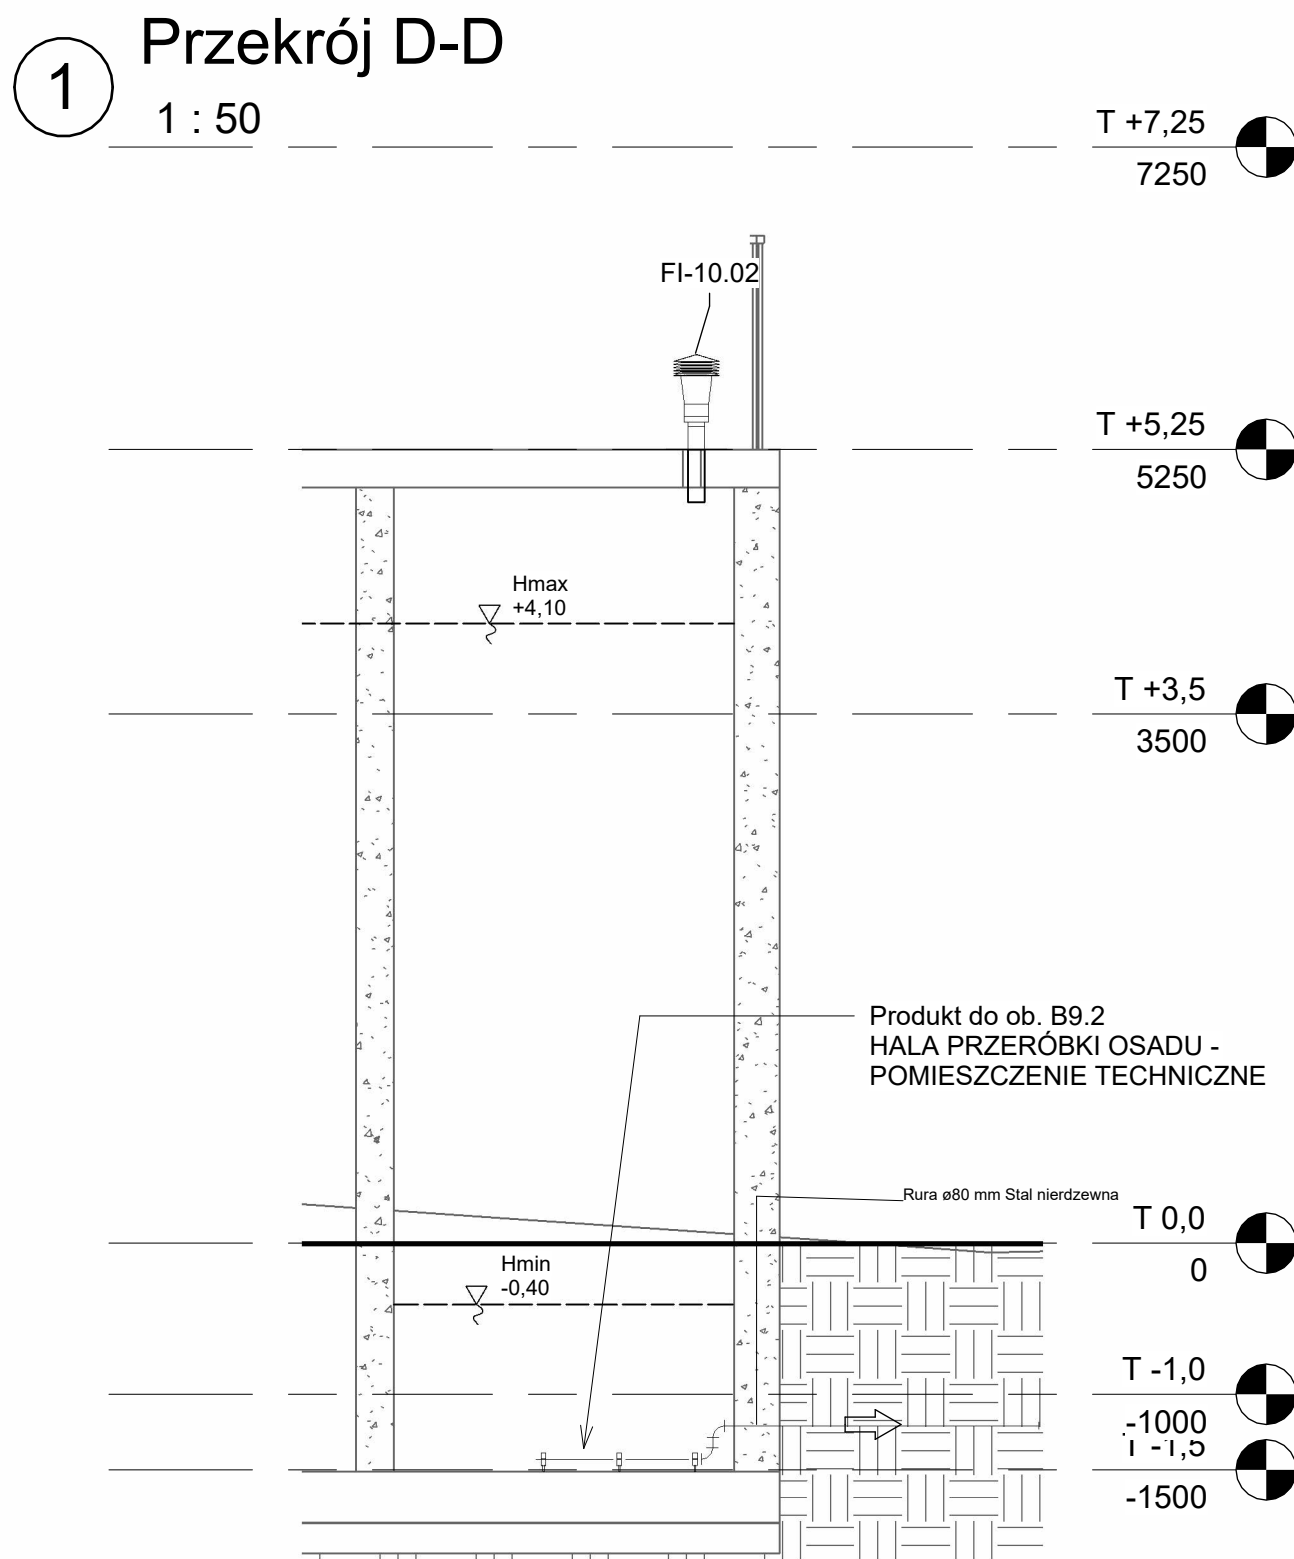 Przekrój D-D
1
1 : 50
T +7,25
7250
FI-10.02
T +5,25
5250
Hmax
+4,10
T +3,5
3500
Produkt do ob. B9.2
HALA PRZERÓBKI OSADU -
POMIESZCZENIE TECHNICZNE
Rura ø80 mm Stal nierdzewna
T 0,0
0
Hmin
-0,40
T -1,0
-1000
T -1,5
-1500